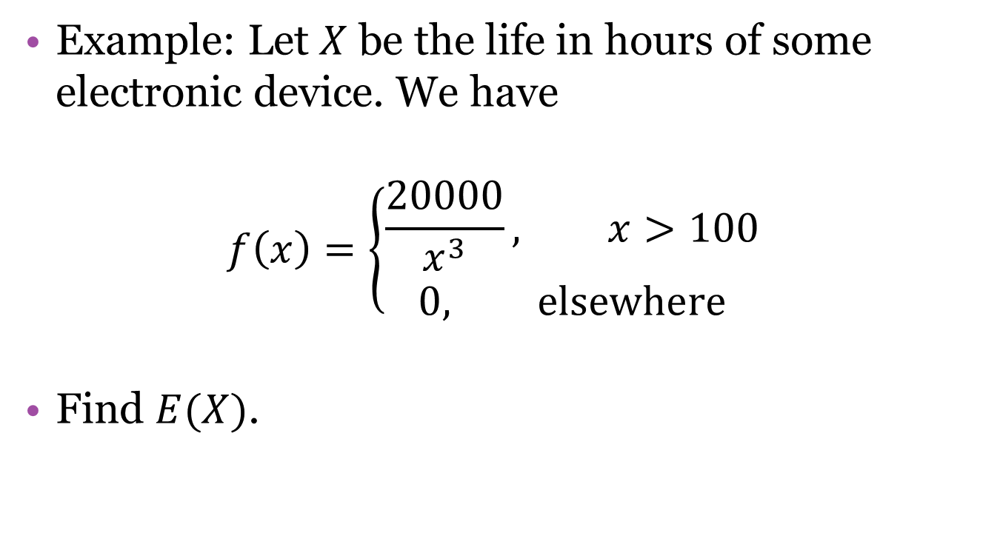 • Example: Let X be the life in hours of some
electronic device. We have
f(x) = {20000/x³, x > 100
0, elsewhere
• Find E(X).